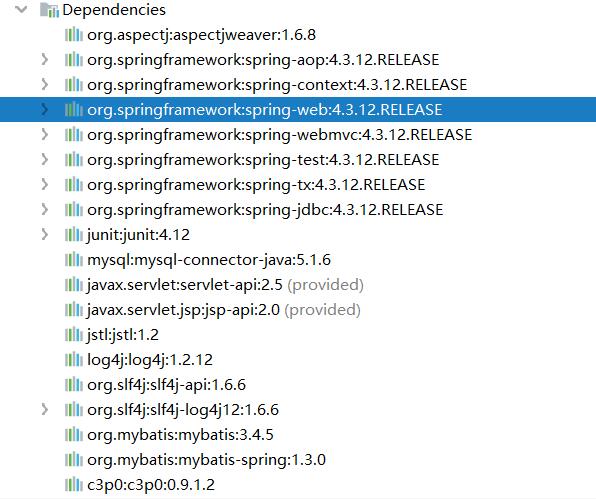 Dependencies
org.aspectj:aspectjweaver:1.6.8
org.springframework:spring-aop:4.3.12.RELEASE
org.springframework:spring-context:4.3.12.RELEASE
org.springframework:spring-web:4.3.12.RELEASE
org.springframework:spring-webmvc:4.3.12.RELEASE
org.springframework:spring-test:4.3.12.RELEASE
org.springframework:spring-tx:4.3.12.RELEASE
org.springframework:spring-jdbc:4.3.12.RELEASE
junit:junit:4.12
mysql:mysql-connector-java:5.1.6
javax.servlet:servlet-api:2.5 (provided)
javax.servlet.jsp:jsp-api:2.0 (provided)
jstl:jstl:1.2
log4j:log4j:1.2.12
org.slf4j:slf4j-api:1.6.6
org.slf4j:slf4j-log4j12:1.6.6
org.mybatis:mybatis:3.4.5
org.mybatis:mybatis-spring:1.3.0
c3p0:c3p0:0.9.1.2